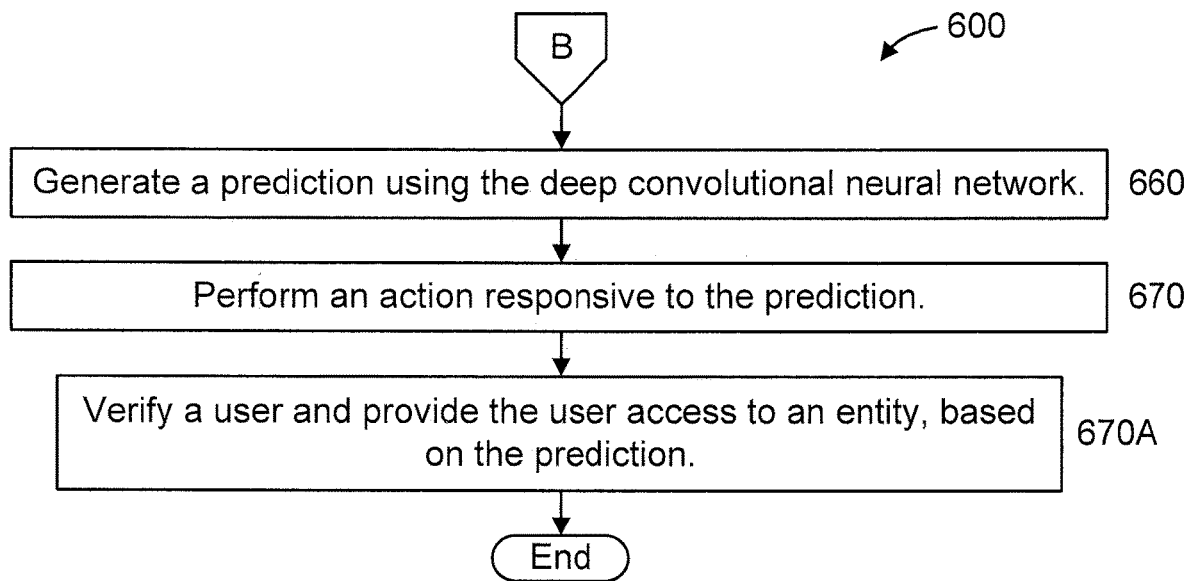 B
600
Generate a prediction using the deep convolutional neural network.
660
Perform an action responsive to the prediction.
670
Verify a user and provide the user access to an entity, based
on the prediction.
670A
End